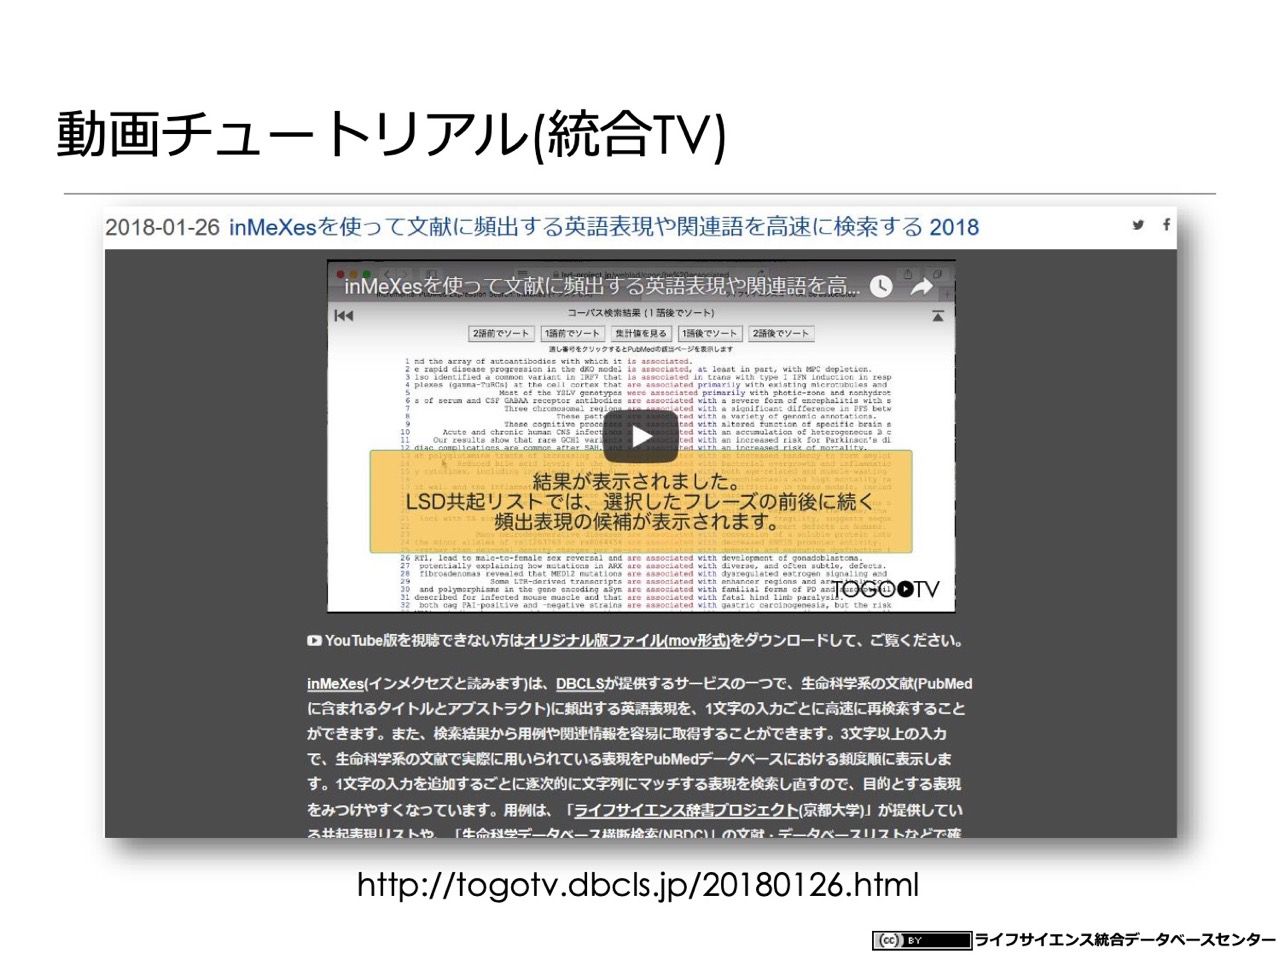 動画チュートリアル(統合TV)
2018-01-26 inMeXesを使って文献に頻出する英語表現や関連語を高速に検索する 2018
inMeXesを使って文献に頻出する英語表現や関連語を高...
コーパス検索結果 (1 語後でソート)
2語前でソート 1語前でソート 集計値を見る 1語後でソート 2語後でソート
通し番号をクリックするとPubMedの該当ページを表示します
1 nd the array of autoantibodies with which it is associated.
2 e rapid disease progression in the dKO model is associated, at least in part, with MPC depletion.
3 lso identified a common variant in IRF7 that is associated in trans with type I IFN induction in resp
4 plexes (gamma-TuRCs) at the cell cortex that are associated primarily with existing microtubules and
5 Most of the YSLV genotypes were associated primarily with photic-zone and nonhydrot
6 s of serum and CSF GABAA receptor antibodies are associated with a severe form of encephalitis with s
7 Three chromosomal regions are associated with a significant difference in PFS betw
8 These are associated with a variety of genomic annotations.
9 These cognitive associated with altered function of specific brain s
10 Acute and chronic human CNS associated with an accumulation of heterogeneous B c
11 Our results show that rare GCH1 associated with an increased risk for Parkinson's di
12 diac complications are common after SAH, and associated with an increased risk of mortality.
結果が表示されました。
LSD共起リストでは、選択したフレーズの前後に続く
頻出表現の候補が表示されます。
26 KT1, lead to male-to-female sex reversal and are associated with development of gonadoblastoma.
27 potentially explaining how mutations in ARX are associated with diverse, and often subtle, defects.
28 fibroadenomas revealed that MED12 mutations are associated with dysregulated estrogen signaling and
29 Some LTR-derived transcripts are associated with enhancer regions and are
30 and polymorphisms in the gene encoding aSyn are associated with familial forms of PD and
31 described for infected mouse muscle and that are associated with fatal hind limb paralysis.
32 both cag PAI-positive and -negative strains are associated with gastric carcinogenesis, but the risk
TOGO TV
YouTube版を視聴できない方はオリジナル版ファイル(mov形式)をダウンロードして、ご覧ください。
inMeXes(インメクセズと読みます)は、DBCLSが提供するサービスの一つで、生命科学系の文献(PubMed
に含まれるタイトルとアブストラクト)に頻出する英語表現を、1文字の入力ごとに高速に再検索すること
ができます。また、検索結果から用例や関連情報を容易に取得することができます。3文字以上の入力
で、生命科学系の文献で実際に用いられている表現をPubMedデータベースにおける頻度順に表示しま
す。1文字の入力を追加するごとに逐次的に文字列にマッチする表現を検索し直すので、目的とする表現
をみつけやすくなっています。用例は、「ライフサイエンス辞書プロジェクト(京都大学)」が提供してい
る共起表現リストや、「生命科学データベース横断検索(NBDC)」の文献・データベースリストなどで確
http://togotv.dbcls.jp/20180126.html
cc BY ライフサイエンス統合データベースセンター